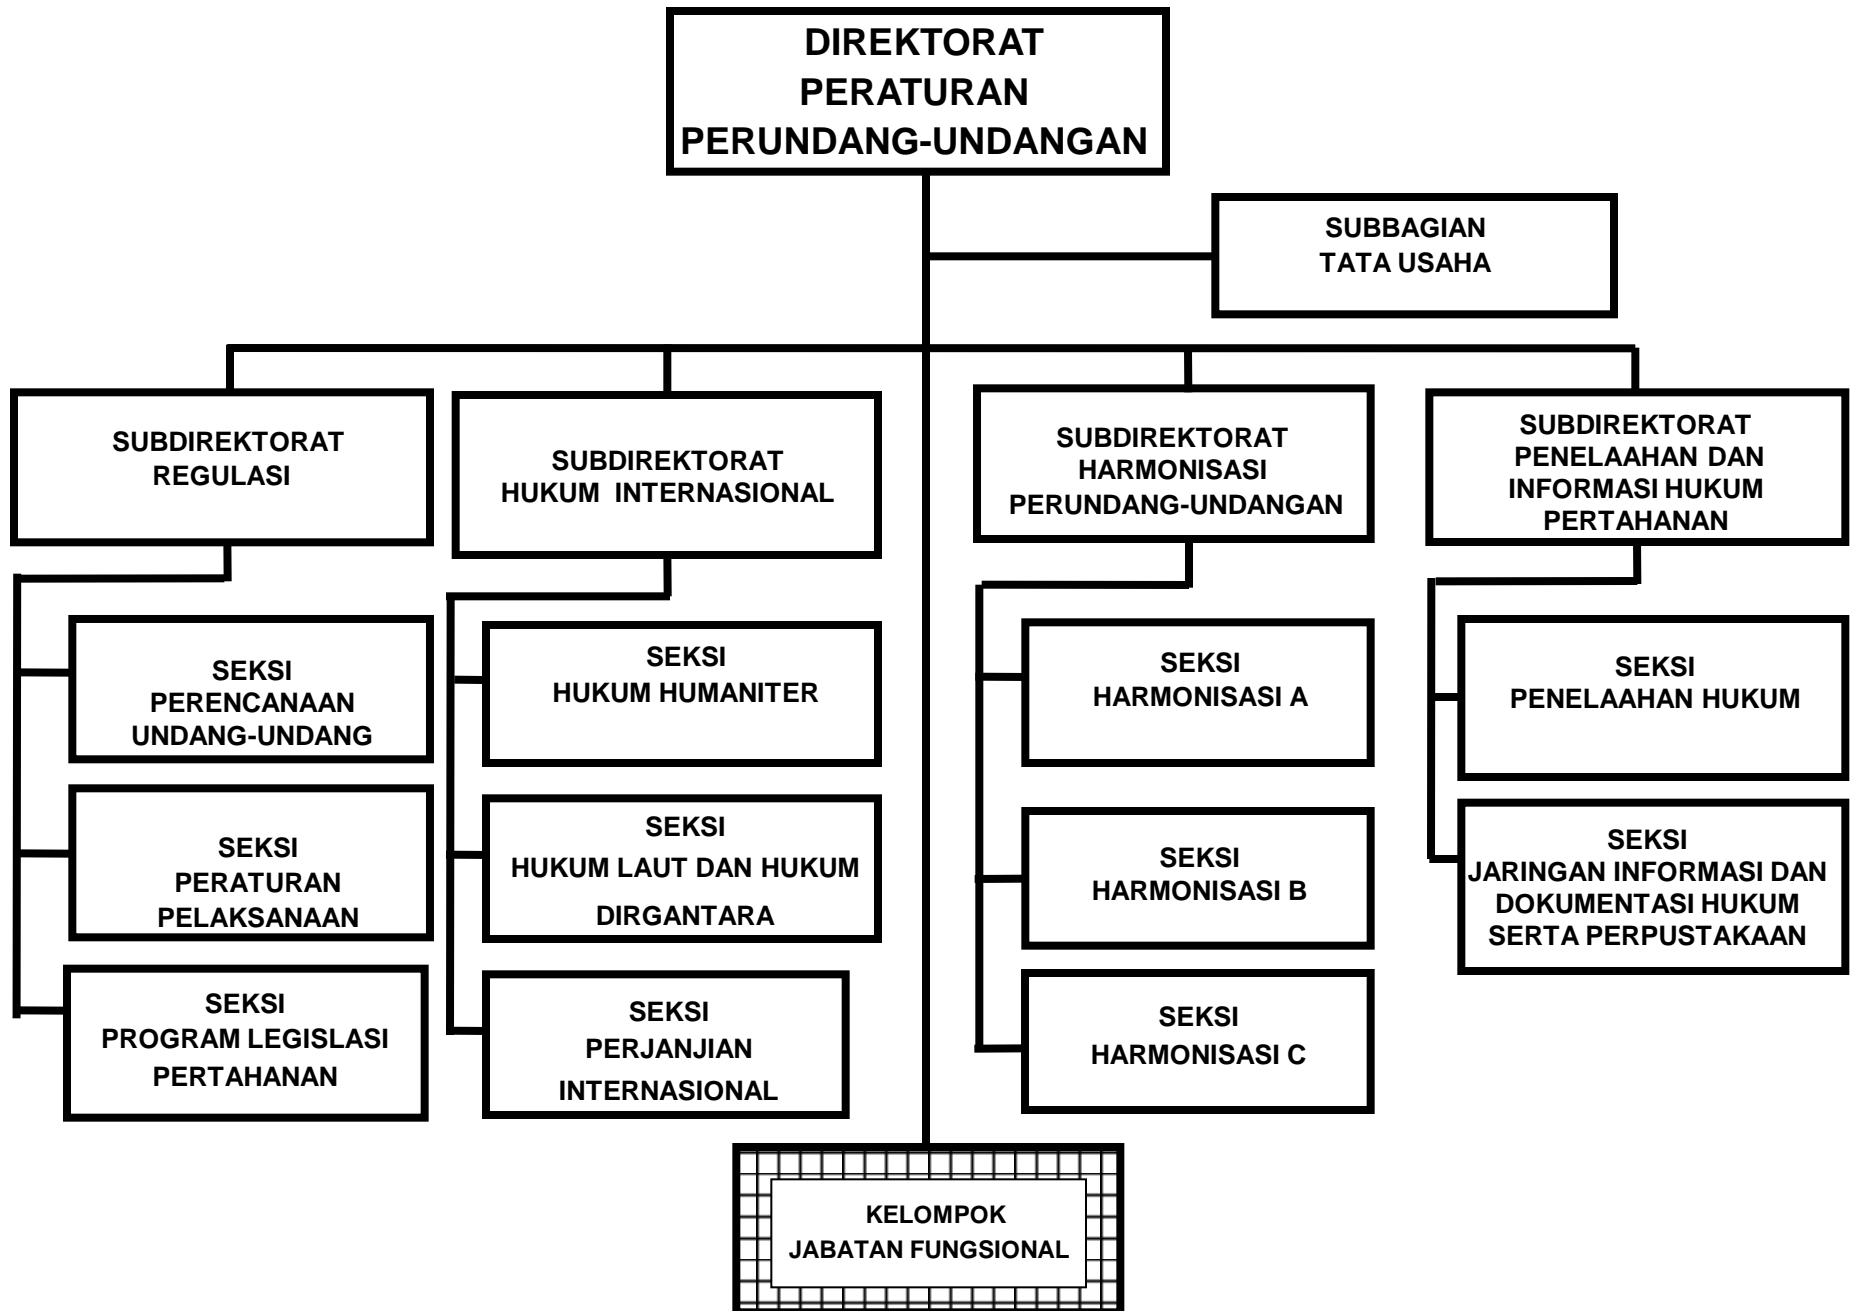 DIREKTORAT
PERATURAN
PERUNDANG-UNDANGAN
SUBBAGIAN
TATA USAHA
SUBDIREKTORAT
REGULASI
SUBDIREKTORAT
HUKUM INTERNASIONAL
SUBDIREKTORAT
HARMONISASI
PERUNDANG-UNDANGAN
SUBDIREKTORAT
PENELAAHAN DAN
INFORMASI HUKUM
PERTAHANAN
SEKSI
PERENCANAAN
UNDANG-UNDANG
SEKSI
HUKUM HUMANITER
SEKSI
HARMONISASI A
SEKSI
PENELAAHAN HUKUM
SEKSI
PERATURAN
PELAKSANAAN
SEKSI
HUKUM LAUT DAN HUKUM
DIRGANTARA
SEKSI
HARMONISASI B
SEKSI
JARINGAN INFORMASI DAN
DOKUMENTASI HUKUM
SERTA PERPUSTAKAAN
SEKSI
PROGRAM LEGISLASI
PERTAHANAN
SEKSI
PERJANJIAN
INTERNASIONAL
SEKSI
HARMONISASI C
KELOMPOK
JABATAN FUNGSIONAL